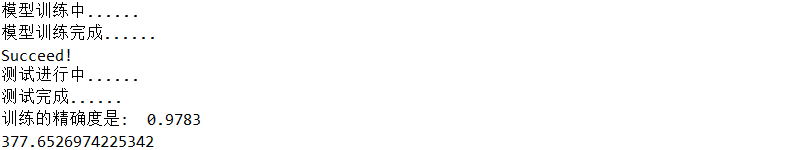 模型训练中......
模型训练完成......
Succeed!
测试进行中......
测试完成......
训练的精确度是:  0.9783
377.6526974225342